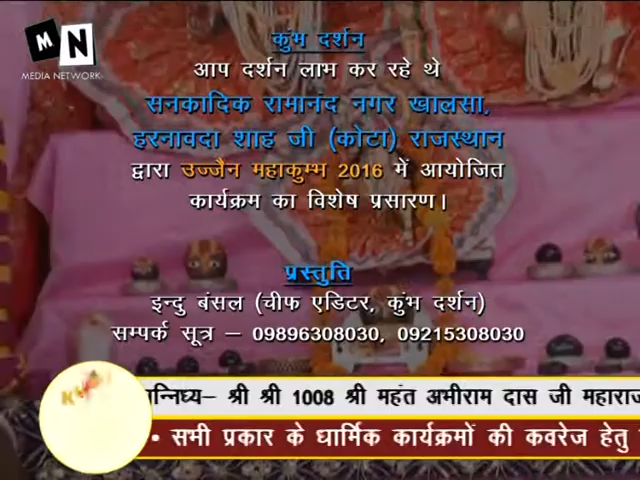 MN
MEDIA NETWORK
कुंभ दर्शन
आप दर्शन लाभ कर रहे थे
सनकादिक रामानंद नगर खालसा,
हरनावदा शाह जी (कोटा) राजस्थान
द्वारा उज्जैन महाकुम्भ 2016 में आयोजित
कार्यक्रम का विशेष प्रसारण।
प्रस्तुति
इन्दु बंसल (चीफ एडिटर, कुंभ दर्शन)
सम्पर्क सूत्र – 09896308030, 09215308030
न्निध्य– श्री श्री 1008 श्री महंत अभीराम दास जी महाराज
• सभी प्रकार के धार्मिक कार्यक्रमों की कवरेज हेतु